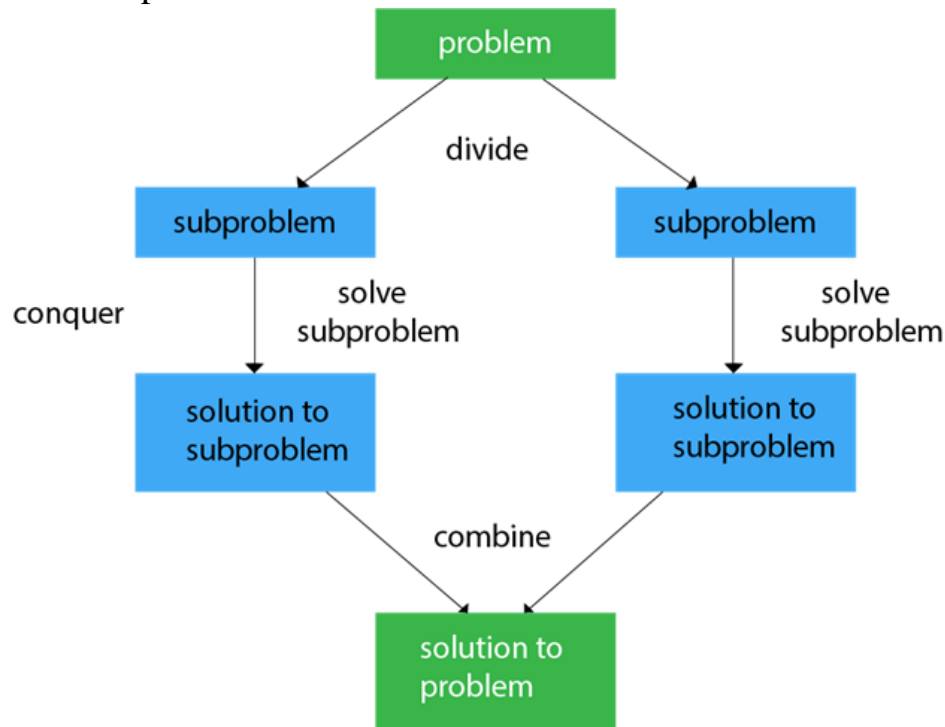 problem
divide
subproblem
subproblem
conquer
solve
subproblem
solve
subproblem
solution to
subproblem
solution to
subproblem
combine
solution to
problem